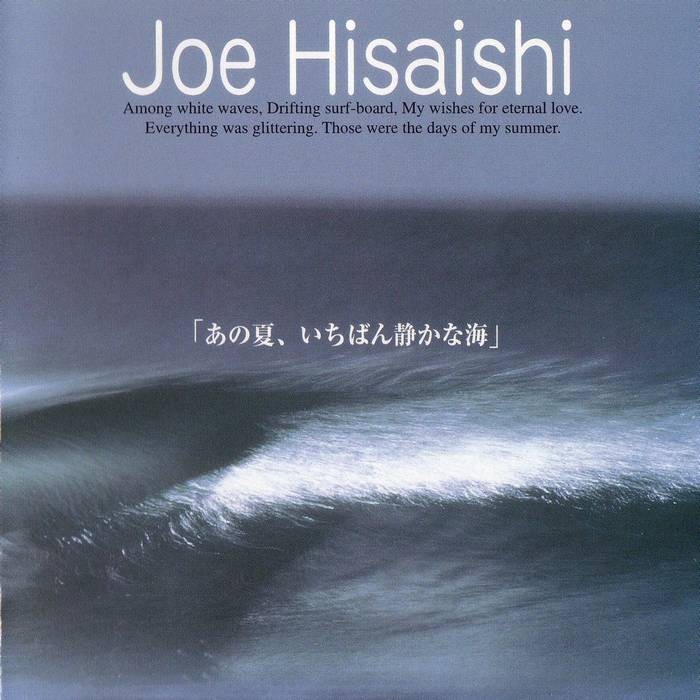 Joe Hisaishi
Among white waves, Drifting surf-board, My wishes for eternal love.
Everything was glittering. Those were the days of my summer.
「あの夏、いちばん静かな海」